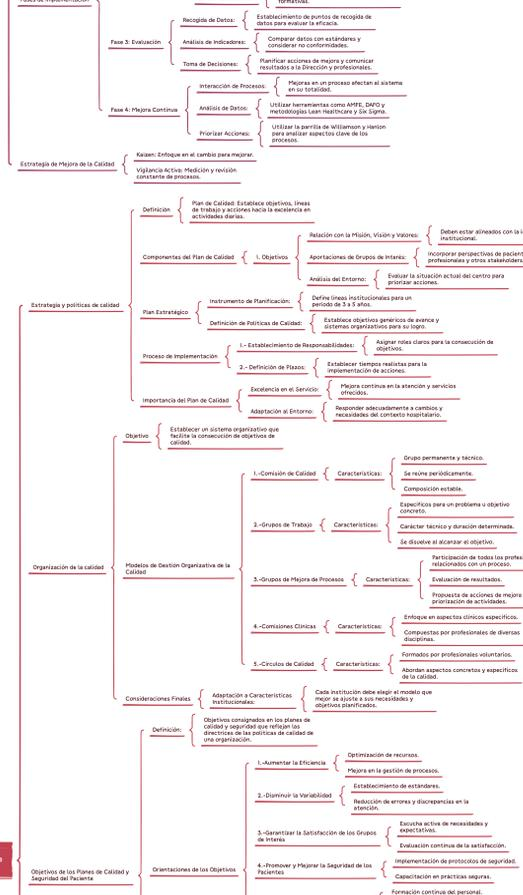 Fases de Implementación
formativas.
Fase 3: Evaluación
Recogida de Datos:
Establecimiento de puntos de recogida de
datos para evaluar la eficacia.
Análisis de Indicadores:
Comparar datos con estándares y
considerar no conformidades.
Toma de Decisiones:
Planificar acciones de mejora y comunicar
resultados a la Dirección y profesionales.
Fase 4: Mejora Continua
Interacción de Procesos:
Mejoras en un proceso afectan al sistema
en su totalidad.
Análisis de Datos:
Utilizar herramientas como AMFE, DAFO y
metodologías Lean Healthcare y Six Sigma.
Priorizar Acciones:
Utilizar la parrilla de Williamson y Hanlon
para analizar aspectos clave de los
procesos.
Estrategia de Mejora de la Calidad
Kaizen: Enfoque en el cambio para mejorar.
Vigilancia Activa: Medición y revisión
constante de procesos.
Estrategia y políticas de calidad
Definición
Plan de Calidad: Establece objetivos, líneas
de trabajo y acciones hacia la excelencia en
actividades diarias.
Componentes del Plan de Calidad
1. Objetivos
Relación con la Misión, Visión y Valores:
Deben estar alineados con la
institucional.
Aportaciones de Grupos de Interés:
Incorporar perspectivas de
profesionales y otros stakeholders.
Análisis del Entorno:
Evaluar la situación actual del centro para
priorizar acciones.
Plan Estratégico
Instrumento de Planificación:
Define líneas institucionales para un
período de 3 a 5 años.
Definición de Políticas de Calidad:
Establece objetivos genéricos de avance y
sistemas organizativos para su logro.
Proceso de Implementación
1.- Establecimiento de Responsabilidades:
Asignar roles claros para la consecución de
objetivos.
2.- Definición de Plazos:
Establecer tiempos realistas para la
implementación de acciones.
Importancia del Plan de Calidad
Excelencia en el Servicio:
Mejora continua en la atención y servicios
ofrecidos.
Adaptación al Entorno:
Responder adecuadamente a cambios y
necesidades del contexto hospitalario.
Organización de la calidad
Objetivo
Establecer un sistema organizativo que
facilite la consecución de objetivos de
calidad.
Modelos de Gestión Organizativa de la
Calidad
1.-Comisión de Calidad
Características:
Grupo permanente y técnico.
Se reúne periódicamente.
Composición estable.
2.-Grupos de Trabajo
Características:
Específicos para un problema u objetivo
concreto.
Carácter técnico y duración determinada.
Se disuelve al alcanzar el objetivo.
3.-Grupos de Mejora de Procesos
Características:
Participación de todos los
relacionados con un proceso.
Evaluación de resultados.
Propuesta de acciones de mejora
priorización de actividades.
4.-Comisiones Clínicas
Características:
Enfoque en aspectos clínicos específicos.
Compuestas por profesionales de diversas
disciplinas.
5.-Círculos de Calidad
Características:
Formados por profesionales voluntarios.
Abordan aspectos concretos y específicos
de la calidad.
Consideraciones Finales
Adaptación a Características
Institucionales:
Cada institución debe elegir el modelo que
mejor se ajuste a sus necesidades y
objetivos planificados.
Objetivos de los Planes de Calidad y
Seguridad del Paciente
Definición:
Objetivos consignados en los planes de
calidad y seguridad que reflejan las
directrices de las políticas de calidad de
una organización.
Orientaciones de los Objetivos
1.-Aumentar la Eficiencia
Optimización de recursos.
Mejora en la gestión de procesos.
2.-Disminuir la Variabilidad
Establecimiento de estándares.
Reducción de errores y discrepancias en la
atención.
3.-Garantizar la Satisfacción de los Grupos
de Interés
Escucha activa de necesidades y
expectativas.
Evaluación continua de la satisfacción.
4.-Promover y Mejorar la Seguridad de los
Pacientes
Implementación de protocolos de seguridad.
Capacitación en prácticas seguras.
Formación continua del personal.